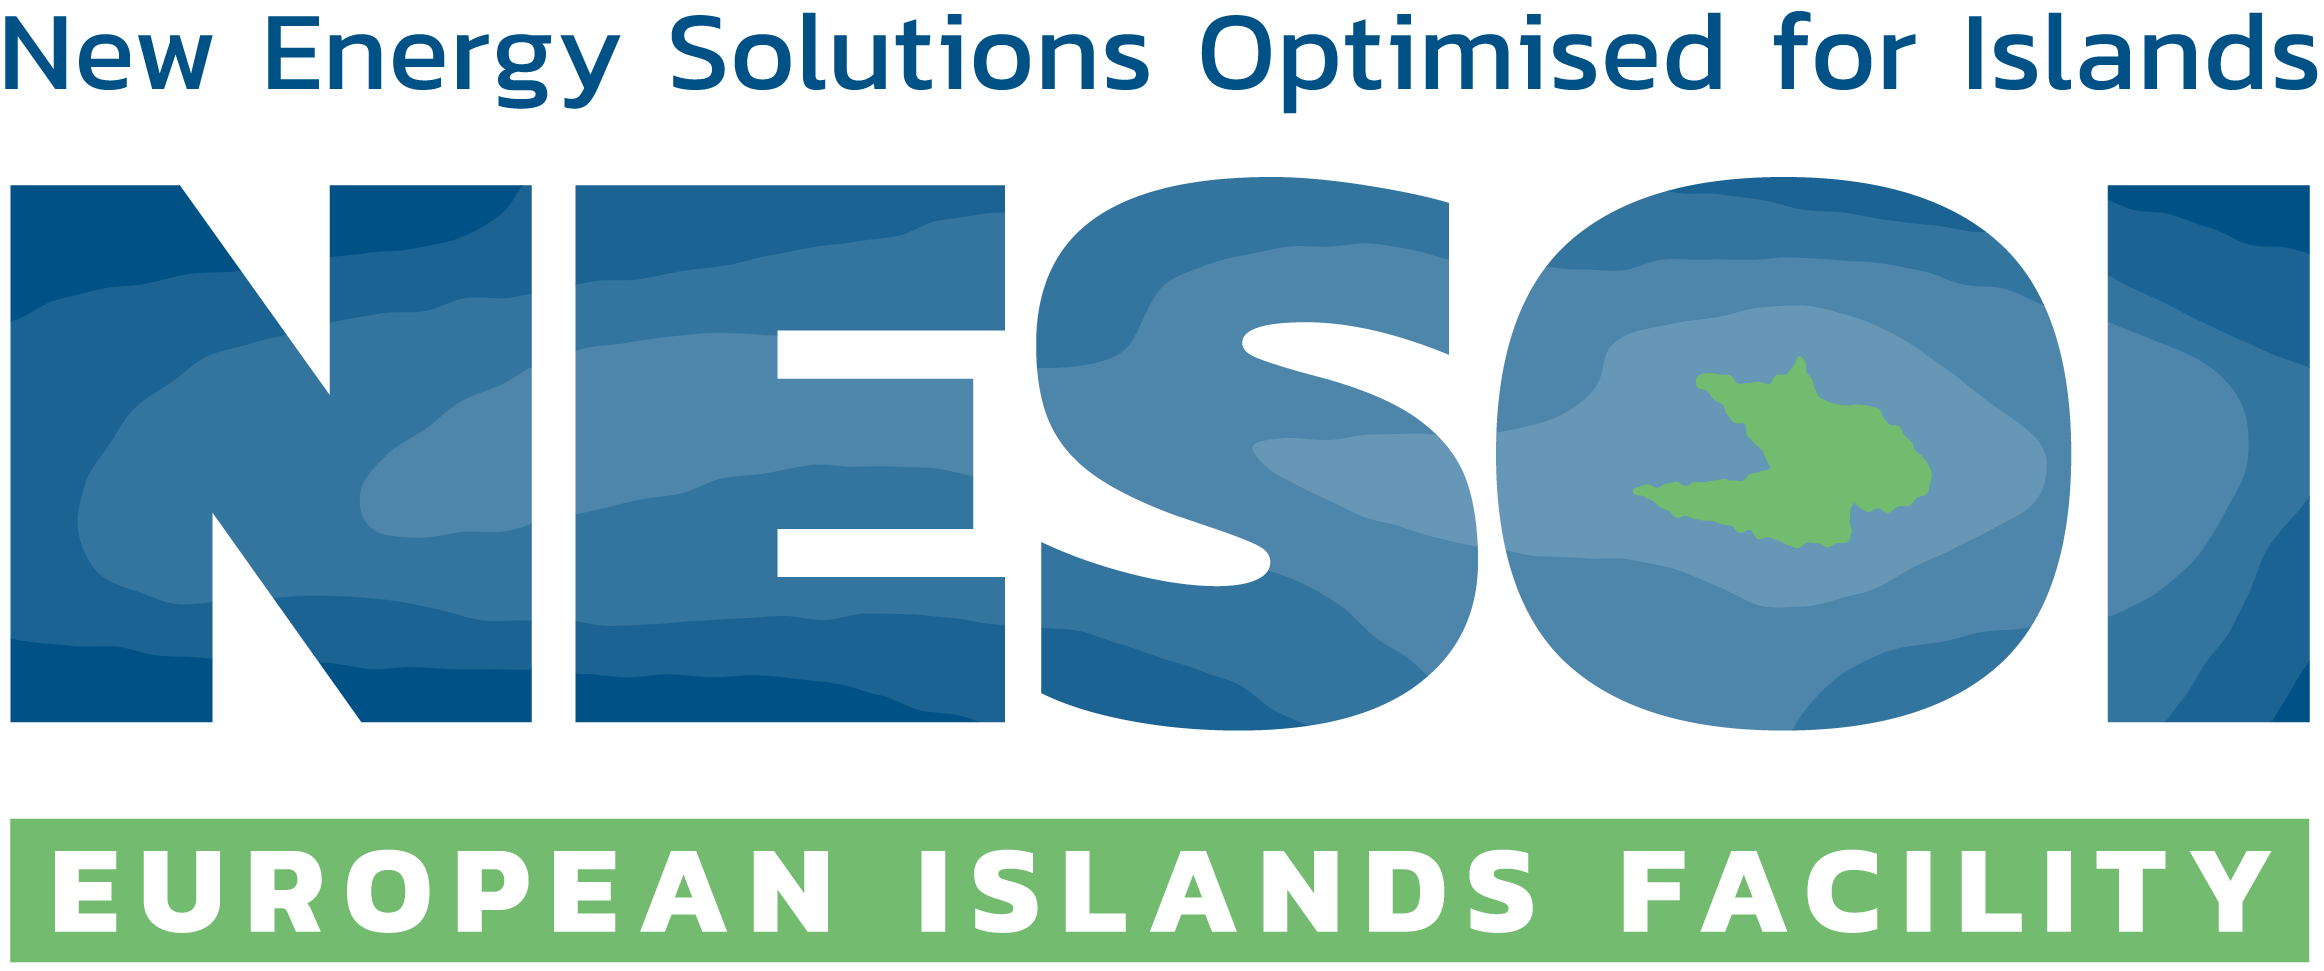 New Energy Solutions Optimised for Islands
NESOI
EUROPEAN ISLANDS FACILITY